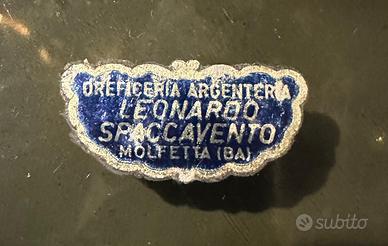 OREFICERIA ARGENTERIA
LEONARDO
SPACCAVENTO
MOLFETTA (BA)
subito